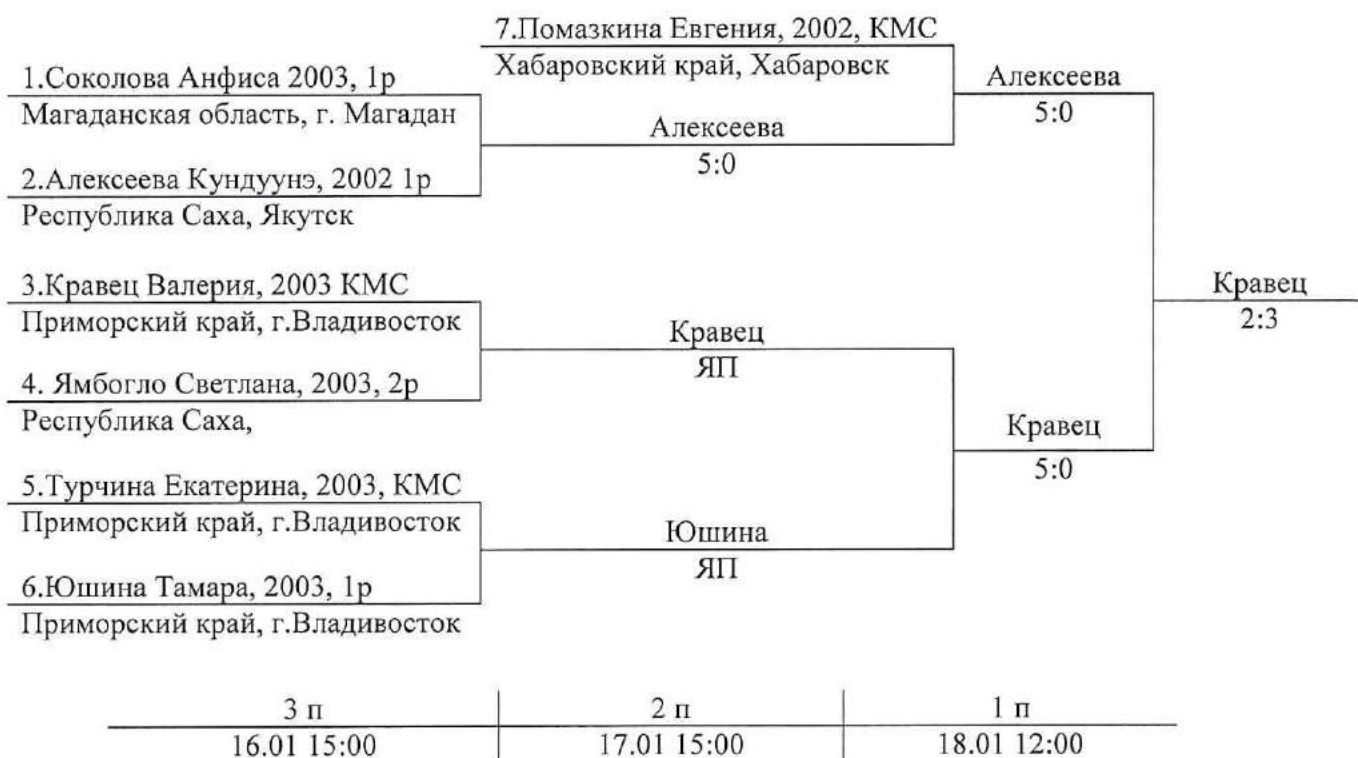 7.Помазкина Евгения, 2002, КМС
Хабаровский край, Хабаровск
1.Соколова Анфиса 2003, 1р
Магаданская область, г. Магадан
2.Алексеева Кундуунэ, 2002 1р
Республика Саха, Якутск
3.Кравец Валерия, 2003 КМС
Приморский край, г.Владивосток
4. Ямбогло Светлана, 2003, 2р
Республика Саха,
5.Турчина Екатерина, 2003, КМС
Приморский край, г.Владивосток
6.Юшина Тамара, 2003, 1р
Приморский край, г.Владивосток
Алексеева
5:0
Кравец
ЯП
Юшина
ЯП
Алексеева
5:0
Кравец
5:0
Кравец
2:3
3 п 2 п 1 п
16.01 15:00 17.01 15:00 18.01 12:00